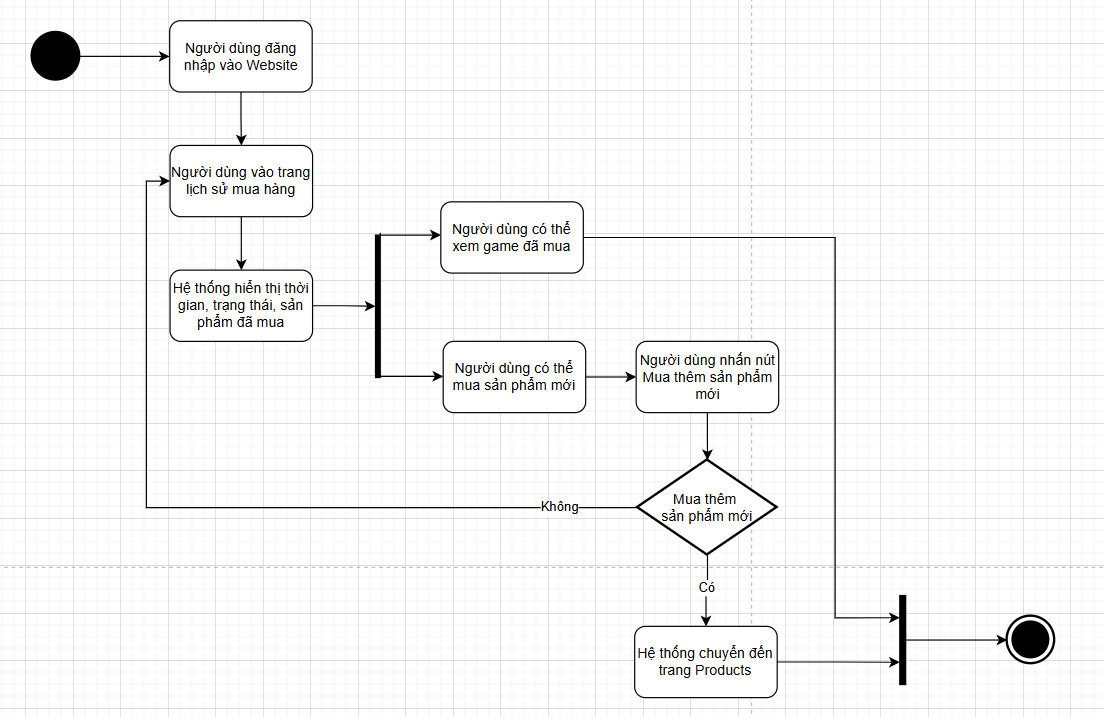 Người dùng đăng
nhập vào Website
Người dùng vào trang
lịch sử mua hàng
Hệ thống hiển thị thời
gian, trạng thái, sản
phẩm đã mua
Người dùng có thể
xem game đã mua
Người dùng có thể
mua sản phẩm mới
Người dùng nhấn nút
Mua thêm sản phẩm
mới
Mua thêm
sản phẩm mới
Không
Có
Hệ thống chuyển đến
trang Products